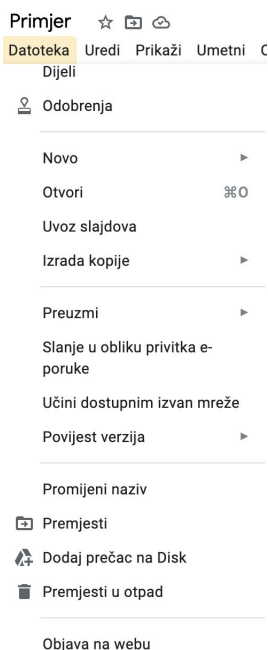 Primjer
Datoteka Uredi Prikaži Umetni
Dijeli
Odobrenja
Novo
Otvori ⌘O
Uvoz slajdova
Izrada kopije
Preuzmi
Slanje u obliku privitka e-
poruke
Učini dostupnim izvan mreže
Povijest verzija
Promijeni naziv
Premjesti
Dodaj prečac na Disk
Premjesti u otpad
Objava na webu